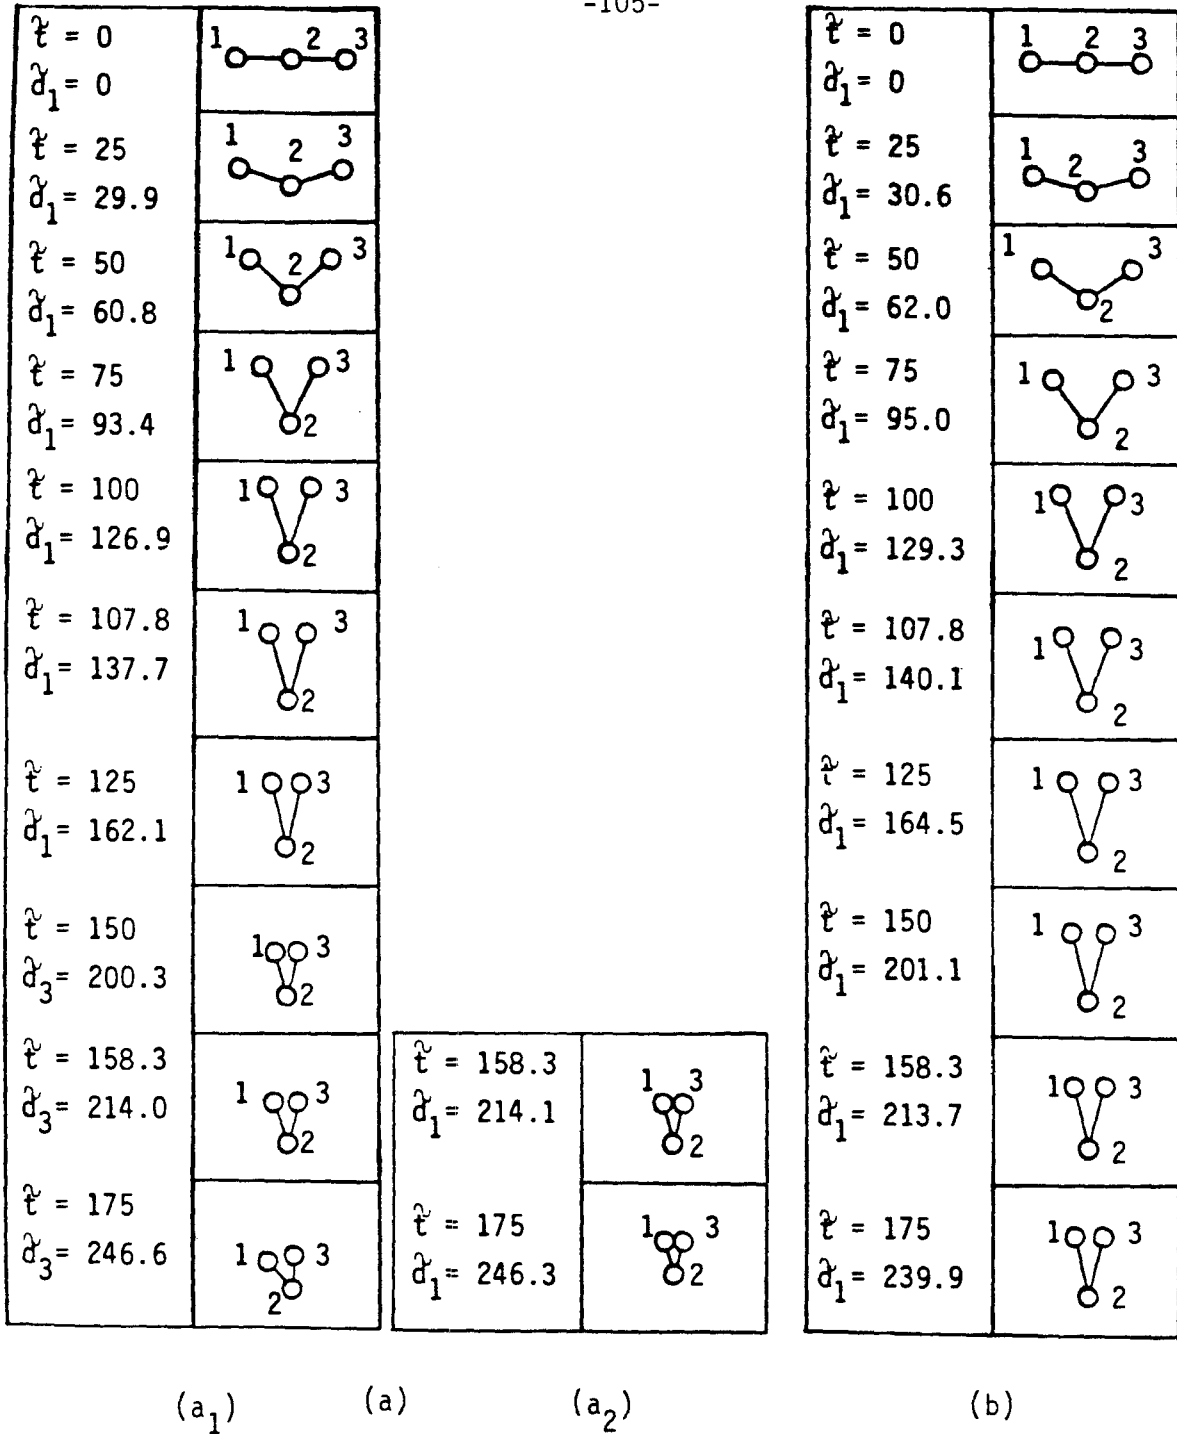 -105-
t̃ = 0
d̃₁ = 0
1 2 3
t̃ = 25
d̃₁ = 29.9
1 2 3
t̃ = 50
d̃₁ = 60.8
1 2 3
t̃ = 75
d̃₁ = 93.4
1 3
2
t̃ = 100
d̃₁ = 126.9
1 3
2
t̃ = 107.8
d̃₁ = 137.7
1 3
2
t̃ = 125
d̃₁ = 162.1
1 3
2
t̃ = 150
d̃₃ = 200.3
1 3
2
t̃ = 158.3
d̃₃ = 214.0
1 3
2
t̃ = 175
d̃₃ = 246.6
1 3
2
t̃ = 158.3
d̃₁ = 214.1
1 3
2
t̃ = 175
d̃₁ = 246.3
1 3
2
t̃ = 0
d̃₁ = 0
1 2 3
t̃ = 25
d̃₁ = 30.6
1 2 3
t̃ = 50
d̃₁ = 62.0
1 3
2
t̃ = 75
d̃₁ = 95.0
1 3
2
t̃ = 100
d̃₁ = 129.3
1 3
2
t̃ = 107.8
d̃₁ = 140.1
1 3
2
t̃ = 125
d̃₁ = 164.5
1 3
2
t̃ = 150
d̃₁ = 201.1
1 3
2
t̃ = 158.3
d̃₁ = 213.7
1 3
2
t̃ = 175
d̃₁ = 239.9
1 3
2
(a₁) (a) (a₂) (b)